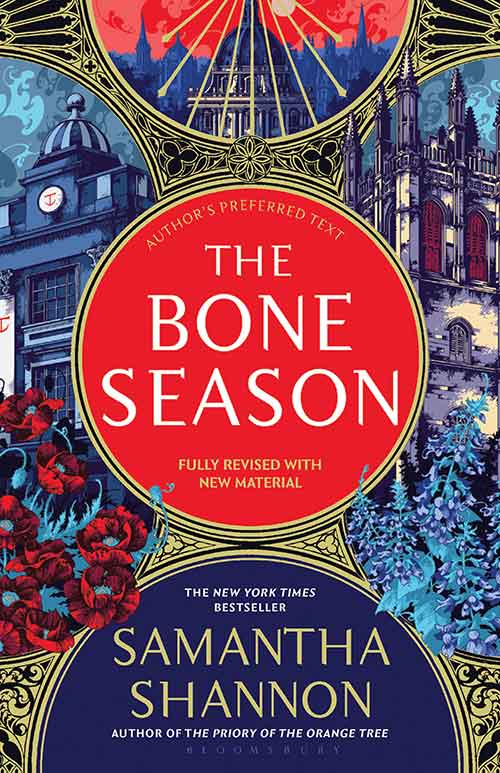 AUTHOR'S PREFERRED TEXT
THE
BONE
SEASON
FULLY REVISED WITH
NEW MATERIAL
THE NEW YORK TIMES
BESTSELLER
SAMANTHA
SHANNON
AUTHOR OF THE PRIORY OF THE ORANGE TREE
BLOOMSBURY